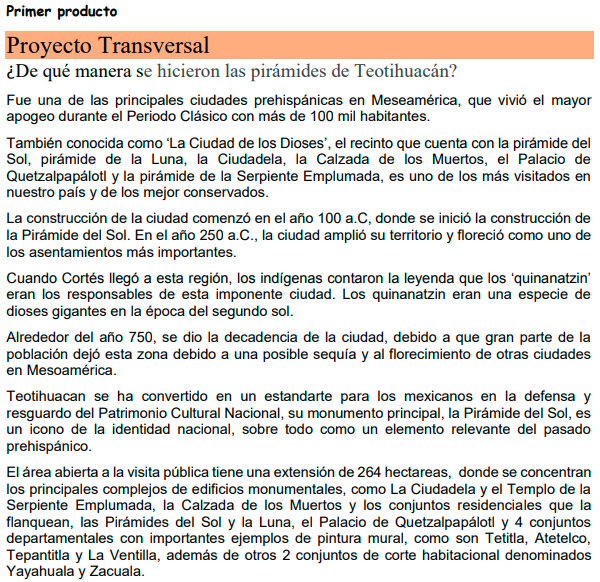 Primer producto
Proyecto Transversal
¿De qué manera se hicieron las pirámides de Teotihuacán?
Fue una de las principales ciudades prehispánicas en Meseamérica, que vivió el mayor
apogeo durante el Periodo Clásico con más de 100 mil habitantes.
También conocida como ‘La Ciudad de los Dioses’, el recinto que cuenta con la pirámide del
Sol, pirámide de la Luna, la Ciudadela, la Calzada de los Muertos, el Palacio de
Quetzalpapálotl y la pirámide de la Serpiente Emplumada, es uno de los más visitados en
nuestro país y de los mejor conservados.
La construcción de la ciudad comenzó en el año 100 a.C, donde se inició la construcción de
la Pirámide del Sol. En el año 250 a.C., la ciudad amplió su territorio y floreció como uno de
los asentamientos más importantes.
Cuando Cortés llegó a esta región, los indígenas contaron la leyenda que los ‘quinanatzin’
eran los responsables de esta imponente ciudad. Los quinanatzin eran una especie de
dioses gigantes en la época del segundo sol.
Alrededor del año 750, se dio la decadencia de la ciudad, debido a que gran parte de la
población dejó esta zona debido a una posible sequía y al florecimiento de otras ciudades
en Mesoamérica.
Teotihuacan se ha convertido en un estandarte para los mexicanos en la defensa y
resguardo del Patrimonio Cultural Nacional, su monumento principal, la Pirámide del Sol, es
un icono de la identidad nacional, sobre todo como un elemento relevante del pasado
prehispánico.
El área abierta a la visita pública tiene una extensión de 264 hectareas, donde se concentran
los principales complejos de edificios monumentales, como La Ciudadela y el Templo de la
Serpiente Emplumada, la Calzada de los Muertos y los conjuntos residenciales que la
flanquean, las Pirámides del Sol y la Luna, el Palacio de Quetzalpapálotl y 4 conjuntos
departamentales con importantes ejemplos de pintura mural, como son Tetitla, Atetelco,
Tepantitla y La Ventilla, además de otros 2 conjuntos de corte habitacional denominados
Yayahuala y Zacuala.